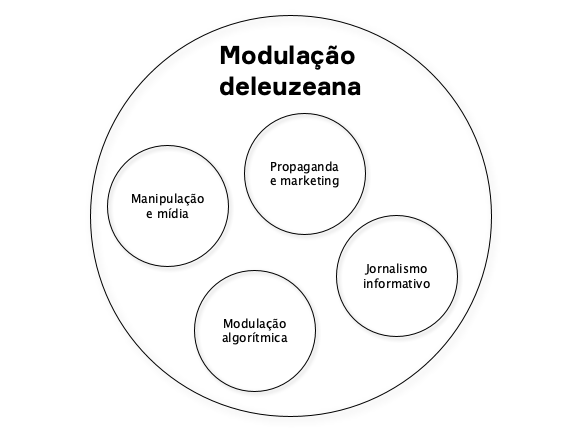 Modulação
deleuzeana
Propaganda
e marketing
Manipulação
e mídia
Jornalismo
informativo
Modulação
algorítmica